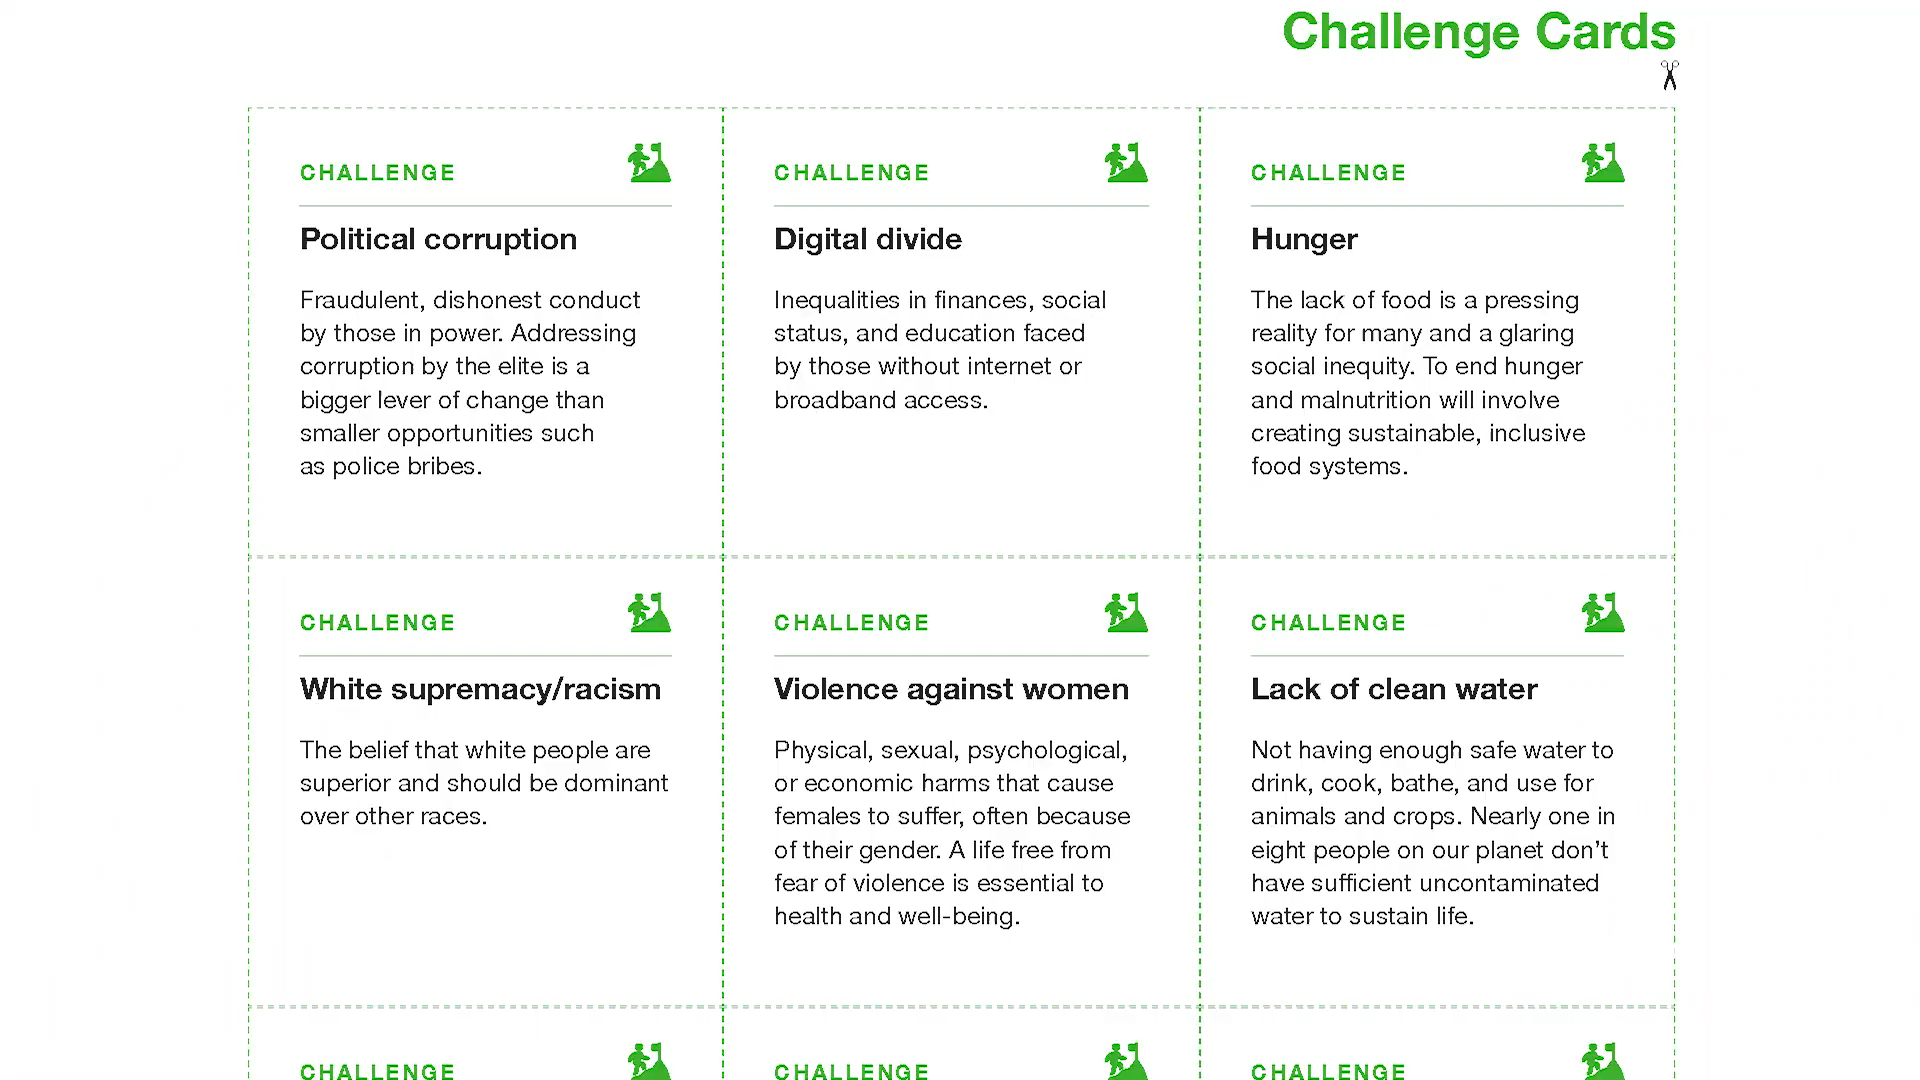 Challenge Cards
CHALLENGE
Political corruption
Fraudulent, dishonest conduct
by those in power. Addressing
corruption by the elite is a
bigger lever of change than
smaller opportunities such
as police bribes.
CHALLENGE
Digital divide
Inequalities in finances, social
status, and education faced
by those without internet or
broadband access.
CHALLENGE
Hunger
The lack of food is a pressing
reality for many and a glaring
social inequity. To end hunger
and malnutrition will involve
creating sustainable, inclusive
food systems.
CHALLENGE
White supremacy/racism
The belief that white people are
superior and should be dominant
over other races.
CHALLENGE
Violence against women
Physical, sexual, psychological,
or economic harms that cause
females to suffer, often because
of their gender. A life free from
fear of violence is essential to
health and well-being.
CHALLENGE
Lack of clean water
Not having enough safe water to
drink, cook, bathe, and use for
animals and crops. Nearly one in
eight people on our planet don’t
have sufficient uncontaminated
water to sustain life.
CHALLENGE
CHALLENGE
CHALLENGE